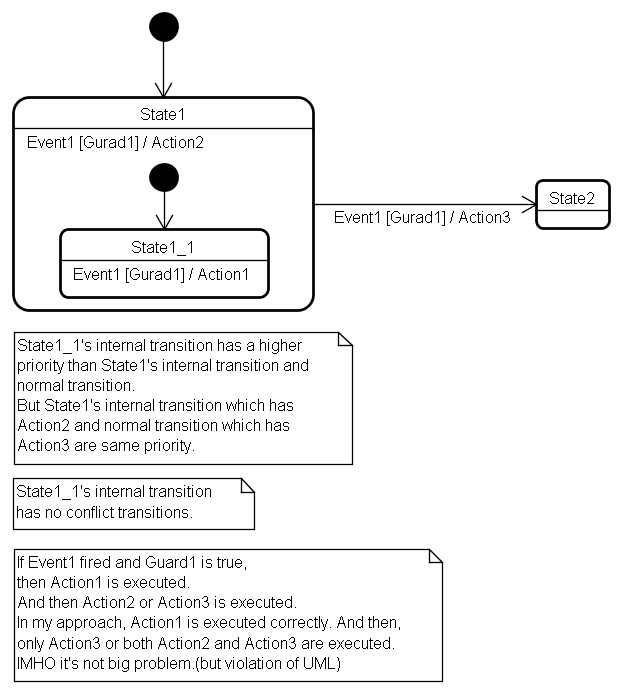 State1
Event1 [Gurad1] / Action2
State1_1
Event1 [Gurad1] / Action1
Event1 [Gurad1] / Action3
State2
State1_1's internal transition has a higher
priority than State1's internal transition and
normal transition.
But State1's internal transition which has
Action2 and normal transition which has
Action3 are same priority.
State1_1's internal transition
has no conflict transitions.
If Event1 fired and Guard1 is true,
then Action1 is executed.
And then Action2 or Action3 is executed.
In my approach, Action1 is executed correctly. And then,
only Action3 or both Action2 and Action3 are executed.
IMHO it's not big problem.(but violation of UML)